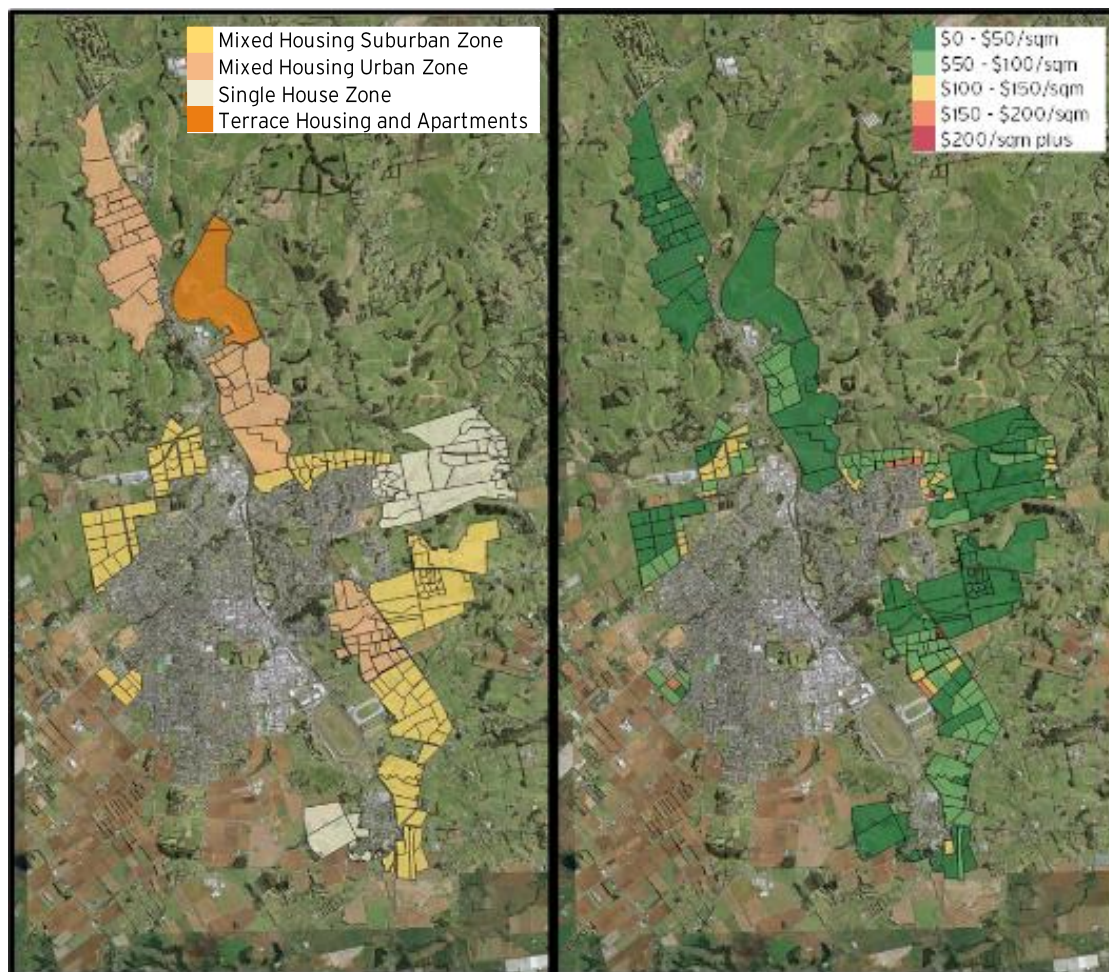 Mixed Housing Suburban Zone
Mixed Housing Urban Zone
Single House Zone
Terrace Housing and Apartments
$0 - $50/sqm
$50 - $100/sqm
$100 - $150/sqm
$150 - $200/sqm
$200/sqm plus